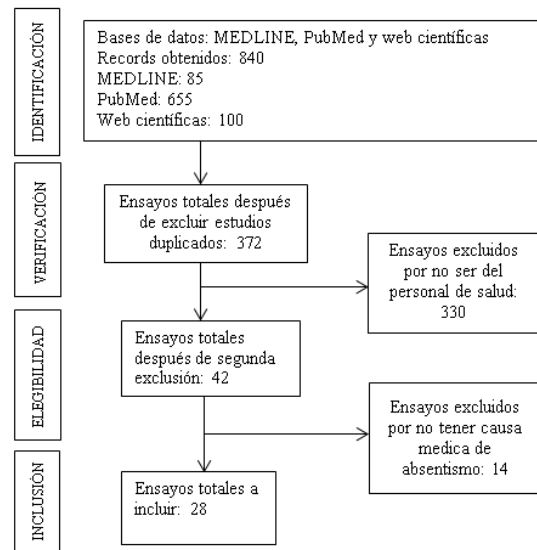 IDENTIFICACIÓN
Bases de datos: MEDLINE, PubMed y web científicas
Records obtenidos: 840
MEDLINE: 85
PubMed: 655
Web científicas: 100
VERIFICACIÓN
Ensayos totales después
de excluir estudios
duplicados: 372
Ensayos excluidos
por no ser del
personal de salud:
330
ELEGIBILIDAD
Ensayos totales
después de segunda
exclusión: 42
Ensayos excluidos
por no tener causa
medica de
absentismo: 14
INCLUSIÓN
Ensayos totales a
incluir: 28